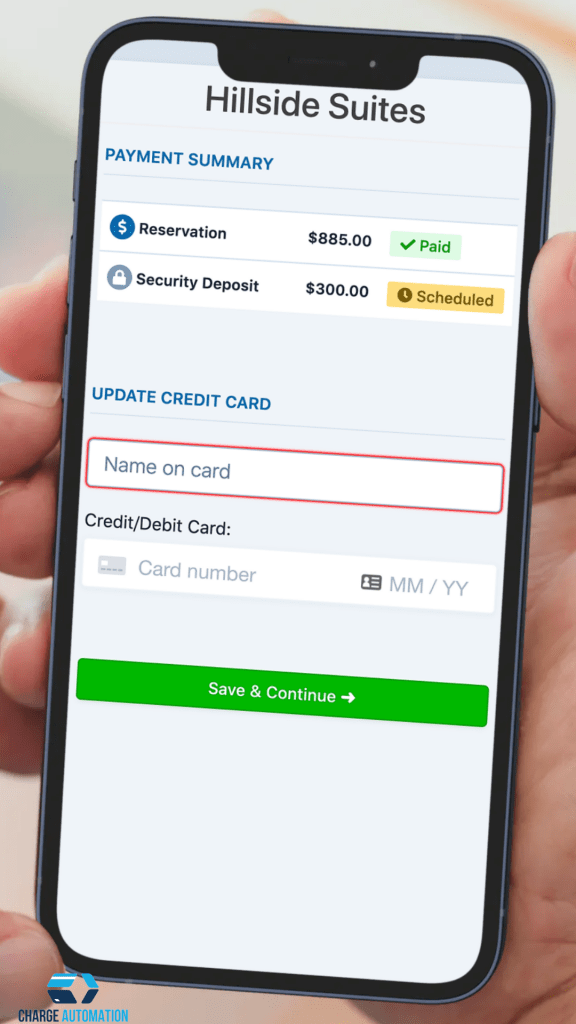 Hillside Suites
PAYMENT SUMMARY
$ Reservation $885.00 Paid
Security Deposit $300.00 Scheduled
UPDATE CREDIT CARD
Name on card
Credit/Debit Card:
Card number MM / YY
Save & Continue →
CHARGE AUTOMATION